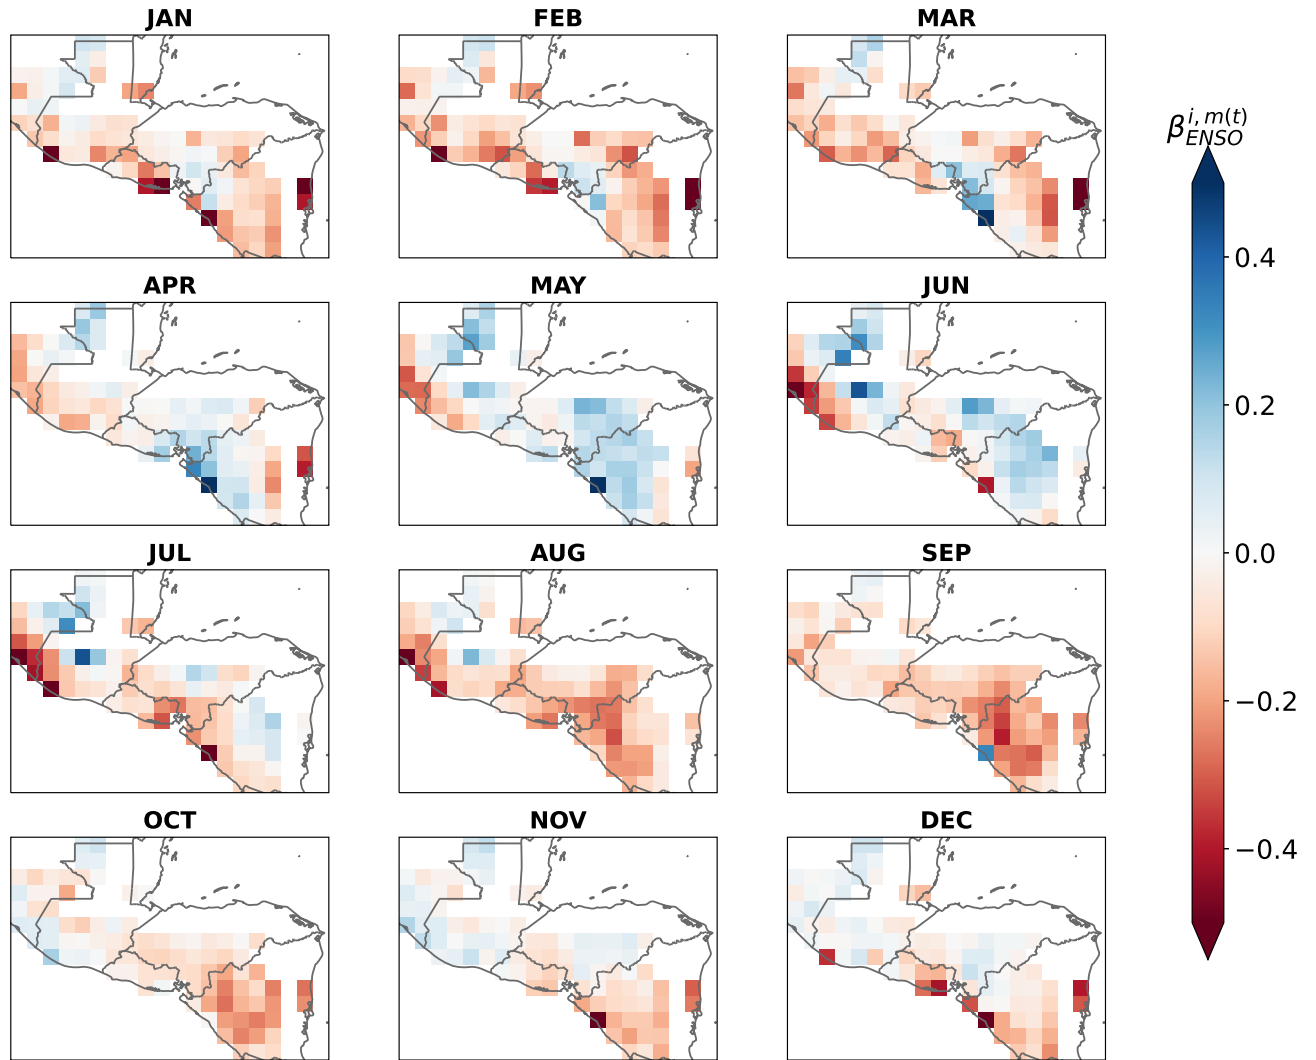 JAN
FEB
MAR
β_{ENSO}^{i, m(t)}
0.4
APR
MAY
JUN
0.2
0.0
JUL
AUG
SEP
−0.2
OCT
NOV
DEC
−0.4